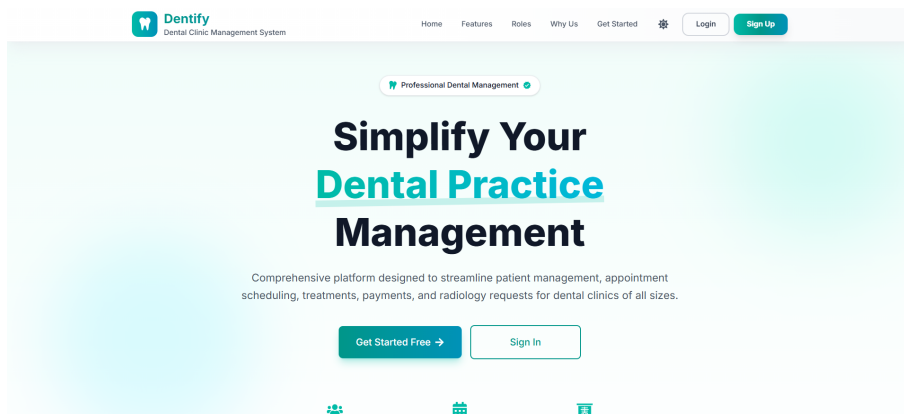 Dentify
Dental Clinic Management System
Home Features Roles Why Us Get Started Login Sign Up
Professional Dental Management
Simplify Your
Dental Practice
Management
Comprehensive platform designed to streamline patient management, appointment
scheduling, treatments, payments, and radiology requests for dental clinics of all sizes.
Get Started Free → Sign In